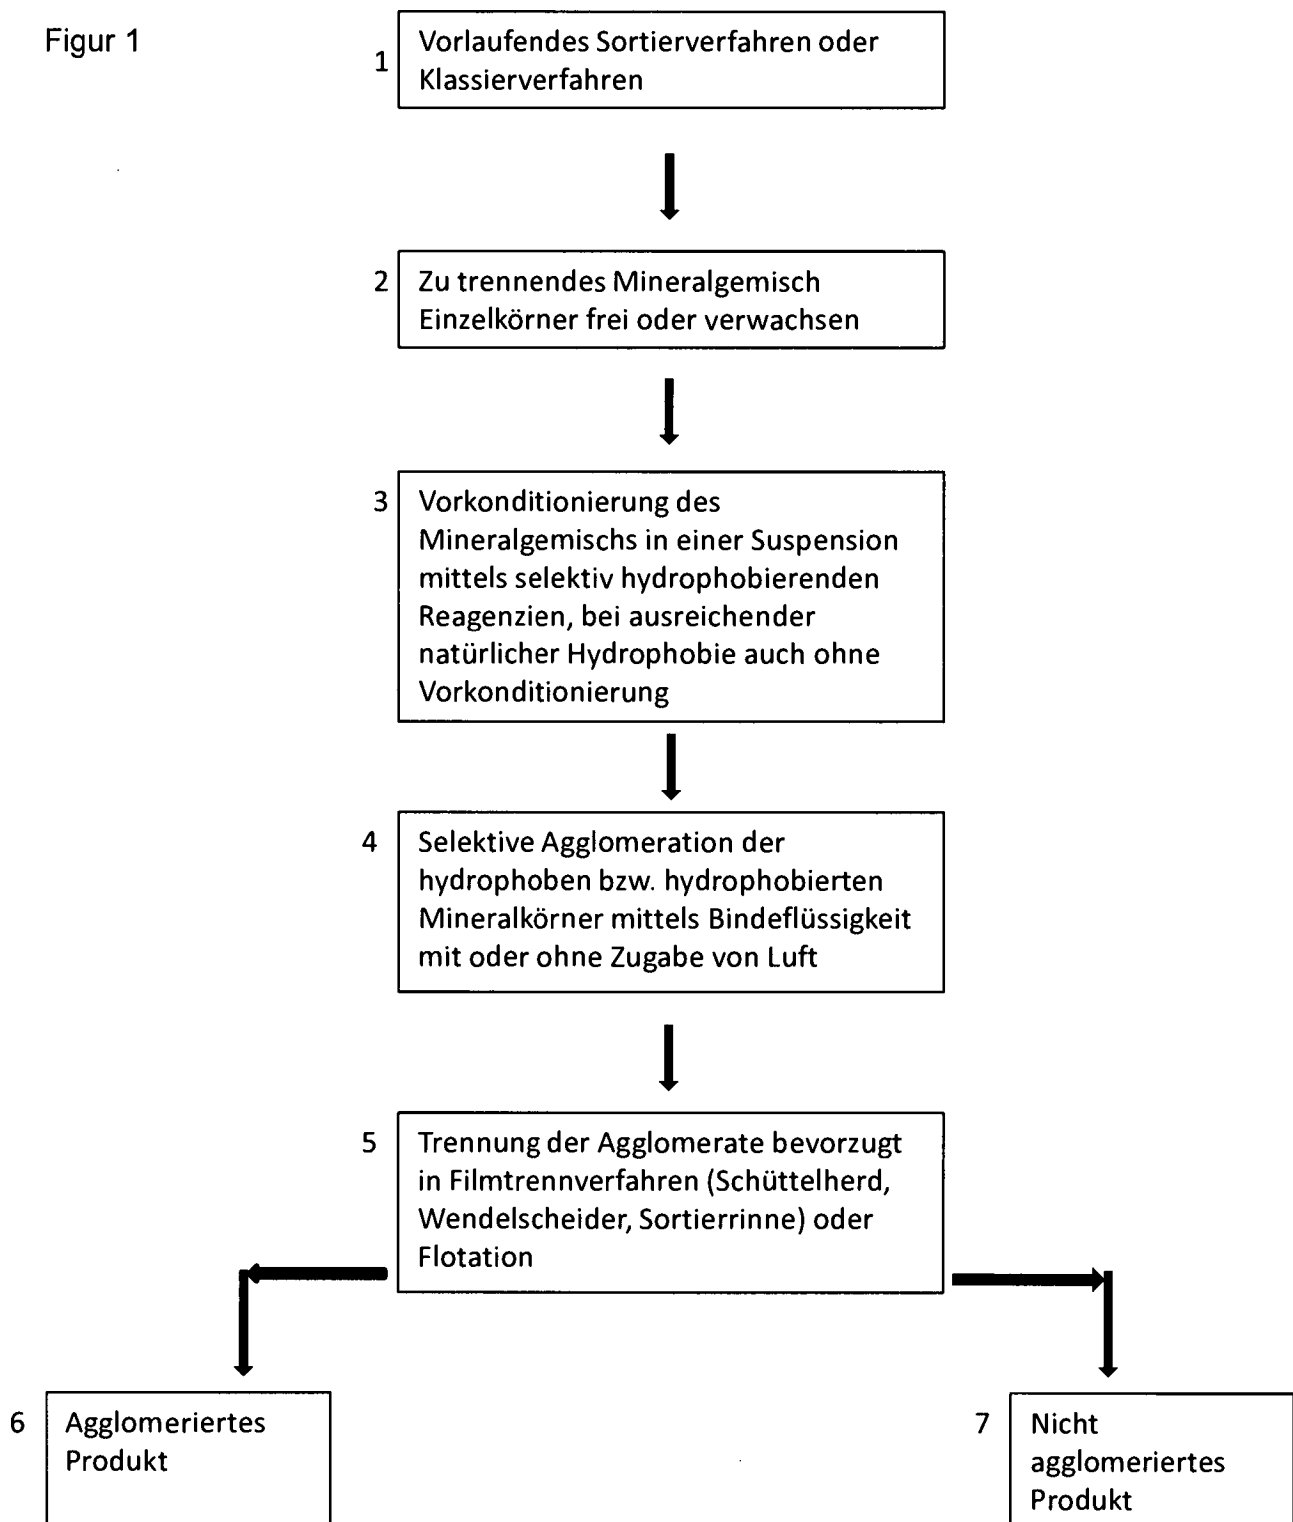 Figur 1
1
Vorlaufendes Sortierverfahren oder
Klassierverfahren
2
Zu trennendes Mineralgemisch
Einzelkörner frei oder verwachsen
3
Vorkonditionierung des
Mineralgemischs in einer Suspension
mittels selektiv hydrophobierenden
Reagenzien, bei ausreichender
natürlicher Hydrophobie auch ohne
Vorkonditionierung
4
Selektive Agglomeration der
hydrophoben bzw. hydrophobierten
Mineralkörner mittels Bindeflüssigkeit
mit oder ohne Zugabe von Luft
5
Trennung der Agglomerate bevorzugt
in Filmtrennverfahren (Schüttelherd,
Wendelscheider, Sortierrinne) oder
Flotation
6
Agglomeriertes
Produkt
7
Nicht
agglomeriertes
Produkt